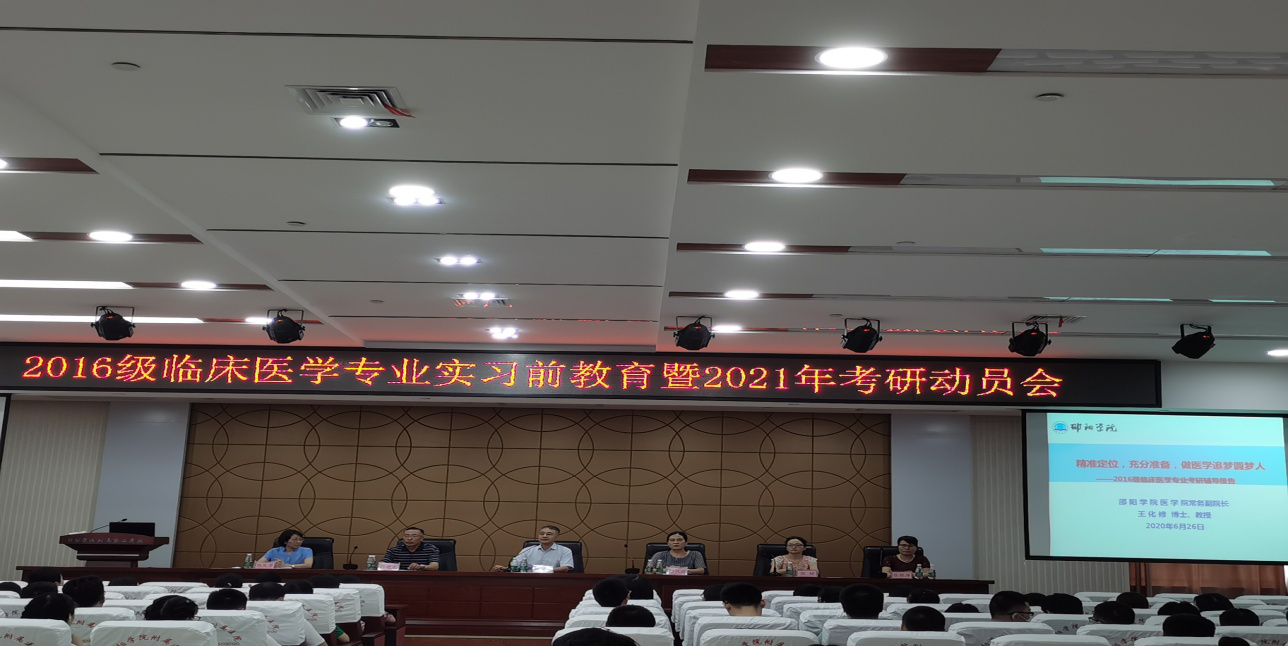 2016级临床医学专业实习前教育暨2021年考研动员会
邵阳学院
精准定位，充分准备，做医学追梦圆梦人
——2016级临床医学专业考研辅导报告
邵阳学院医学院常务副院长
王化修 博士、教授
2020年6月26日